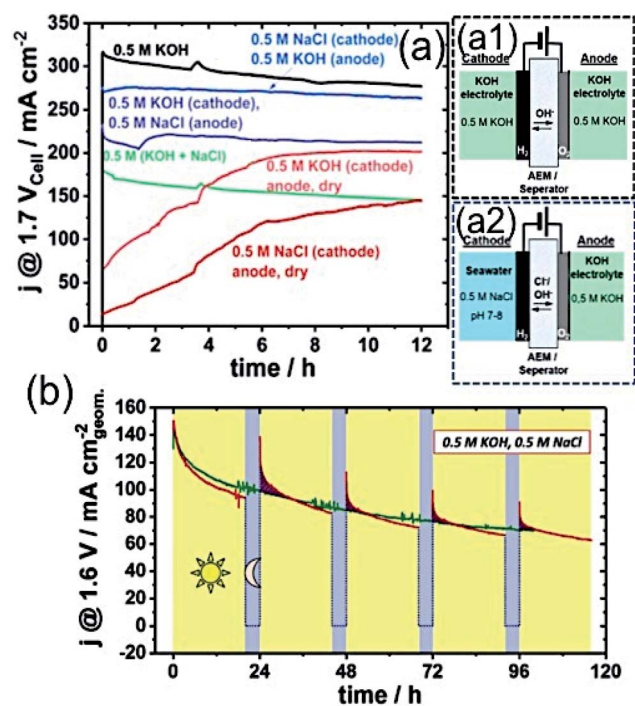 (a)
j @ 1.7 V_Cell / mA cm⁻²
350
300
250
200
150
100
50
0
0.5 M KOH
0.5 M NaCl (cathode)
0.5 M KOH (anode)
0.5 M KOH (cathode),
0.5 M NaCl (anode)
0.5 M (KOH + NaCl)
0.5 M KOH (cathode)
anode, dry
0.5 M NaCl (cathode)
anode, dry
0 2 4 6 8 10 12
time / h
(a1)
Cathode Anode
KOH
electrolyte
0.5 M KOH
OH⁻
KOH
electrolyte
0.5 M KOH
H₂ O₂
AEM /
Seperator
(a2)
Cathode Anode
Seawater
0.5 M NaCl
pH 7-8
Cl⁻/
OH⁻
KOH
electrolyte
0,5 M KOH
H₂ O₂
AEM /
Seperator
(b)
j @ 1.6 V / mA cm⁻²geom.
160
140
120
100
80
60
40
20
0
-20
0.5 M KOH, 0.5 M NaCl
0 24 48 72 96 120
time / h